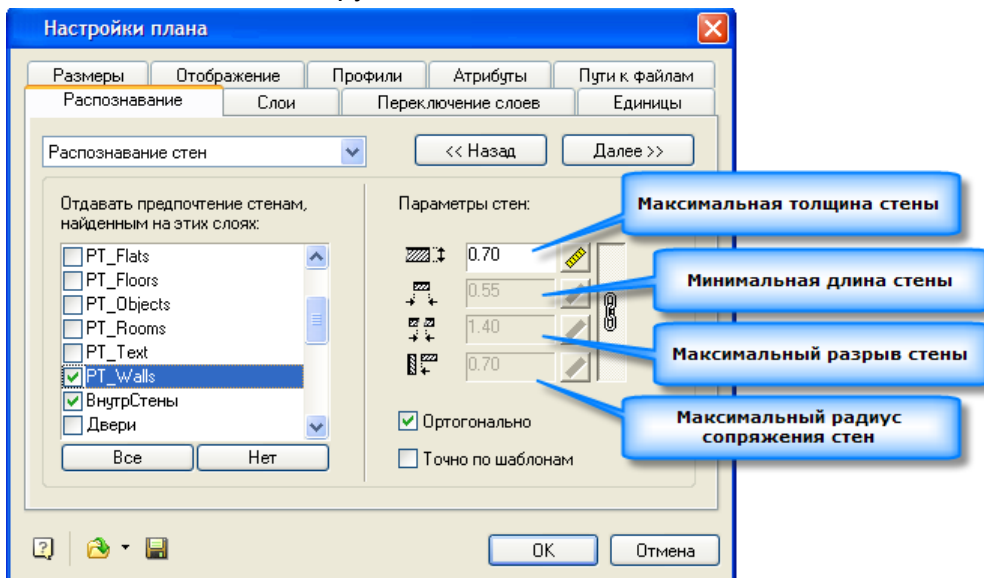 Настройки плана
Размеры Отображение Профили Атрибуты Пути к файлам
Распознавание Слои Переключение слоев Единицы
Распознавание стен << Назад Далее >>
Отдавать предпочтение стенам,
найденным на этих слоях:
PT_Flats
PT_Floors
PT_Objects
PT_Rooms
PT_Text
PT_Walls
ВнутрСтены
Двери
Все Нет
Параметры стен:
0.70
0.55
1.40
0.70
Ортогонально
Точно по шаблонам
Максимальная толщина стены
Минимальная длина стены
Максимальный разрыв стены
Максимальный радиус
сопряжения стен
OK Отмена